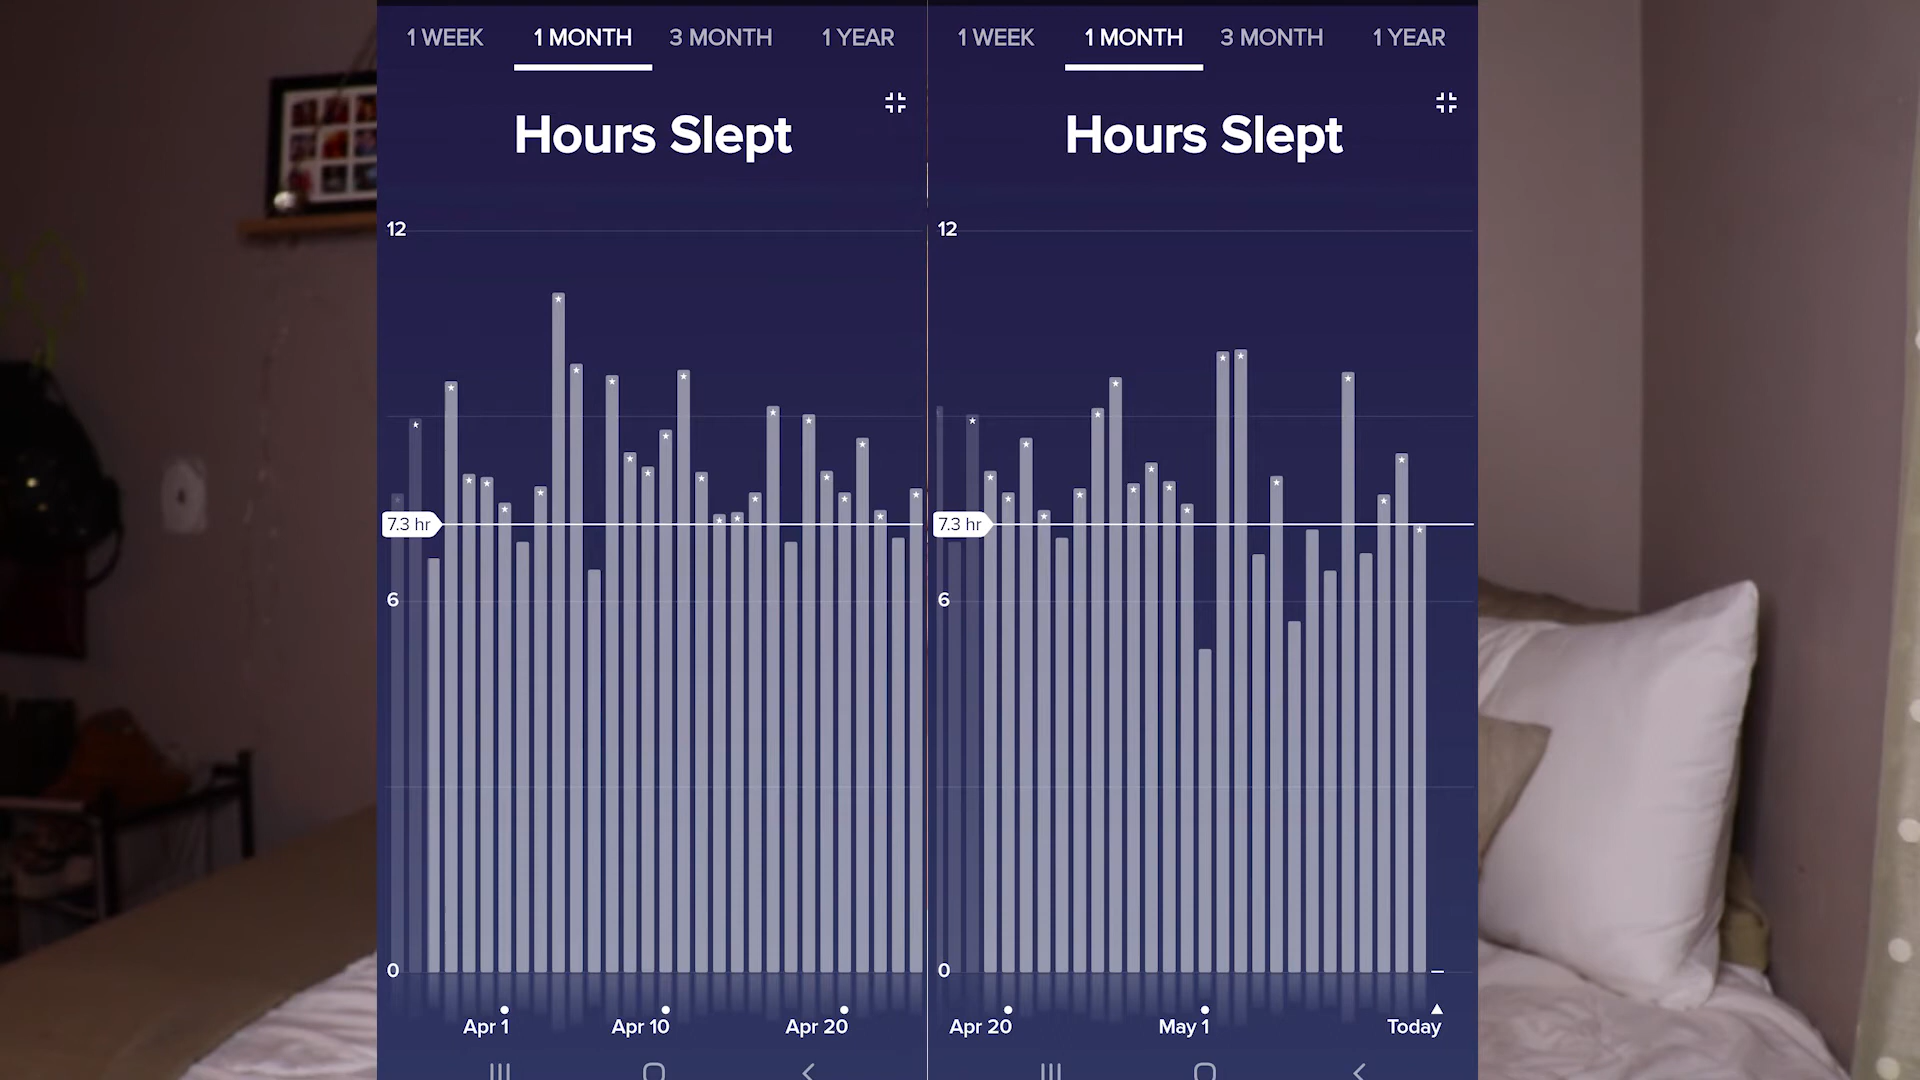 1 WEEK 1 MONTH 3 MONTH 1 YEAR
Hours Slept
12
7.3 hr
6
0
Apr 1 Apr 10 Apr 20
1 WEEK 1 MONTH 3 MONTH 1 YEAR
Hours Slept
12
7.3 hr
6
0
Apr 20 May 1 Today